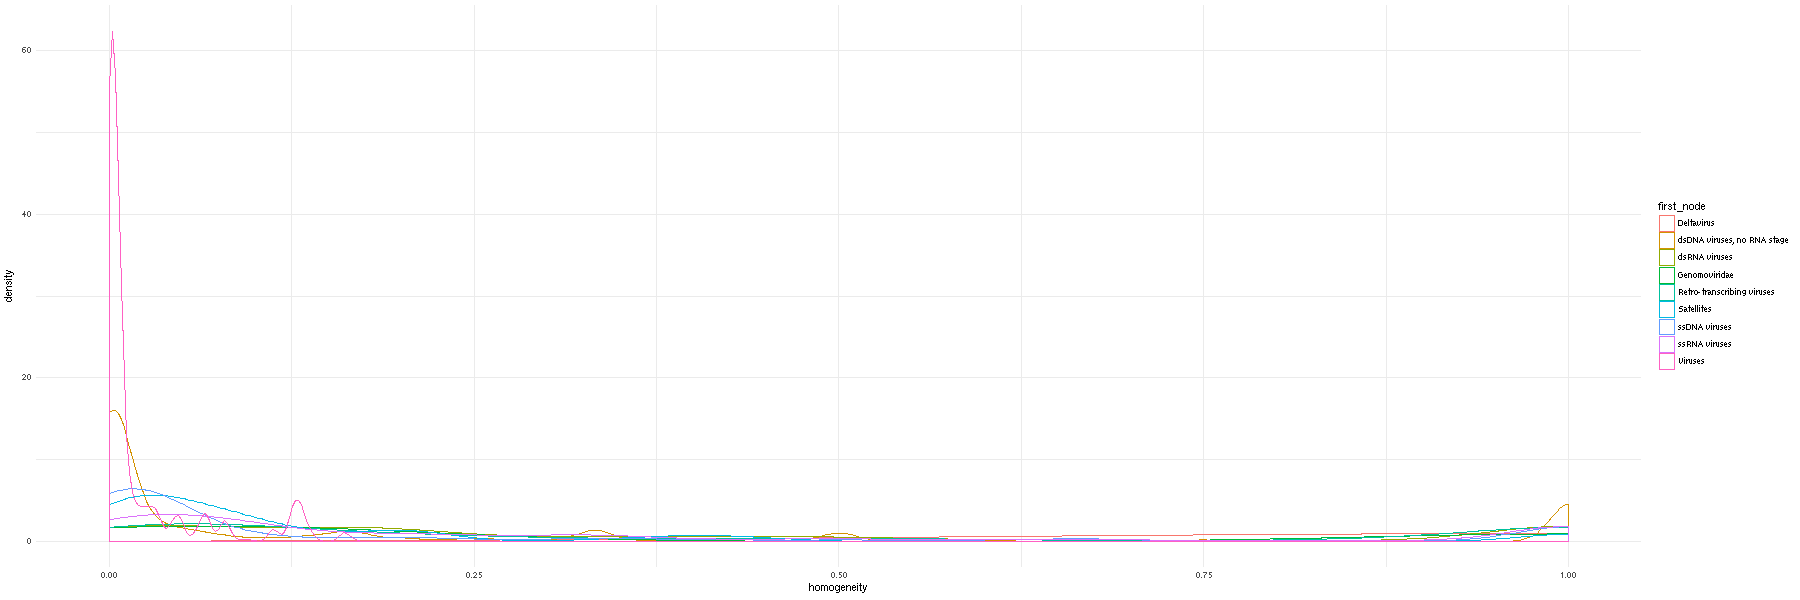 60
40
20
0
density
0.00
0.25
0.50
0.75
1.00
homogeneity
first_node
Deltavirus
dsDNA viruses, no RNA stage
dsRNA viruses
Genomoviridae
Retro-transcribing viruses
Satellites
ssDNA viruses
ssRNA viruses
Viruses